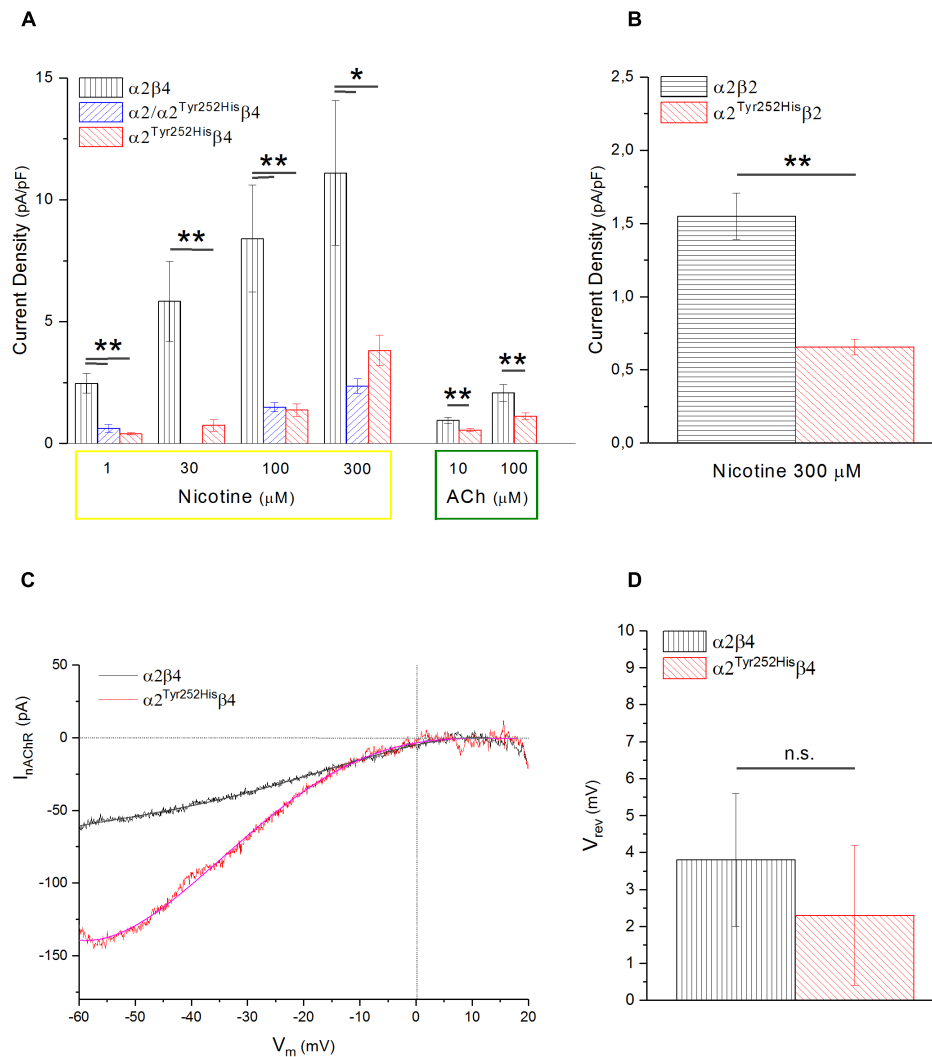 A
α2β4
α2/α2Tyr252Hisβ4
α2Tyr252Hisβ4
Current Density (pA/pF)
15
10
5
0
**
**
**
*
**
**
1 30 100 300
Nicotine (μM)
10 100
ACh (μM)
B
α2β2
α2Tyr252Hisβ2
Current Density (pA/pF)
2,5
2,0
1,5
1,0
0,5
0,0
**
Nicotine 300 μM
C
α2β4
α2Tyr252Hisβ4
InAChR (pA)
50
0
-50
-100
-150
-60 -50 -40 -30 -20 -10 0 10 20
Vm (mV)
D
α2β4
α2Tyr252Hisβ4
Vrev (mV)
10
9
8
7
6
5
4
3
2
1
0
n.s.